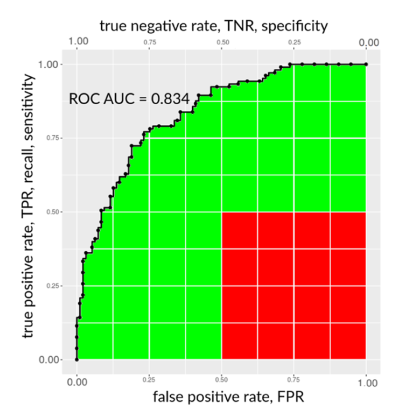 true negative rate, TNR, specificity
1.00 0.75 0.50 0.25 0.00
true positive rate, TPR, recall, sensitivity
1.00
ROC AUC = 0.834
0.75
0.50
0.25
0.00
0.00 0.25 0.50 0.75 1.00
false positive rate, FPR